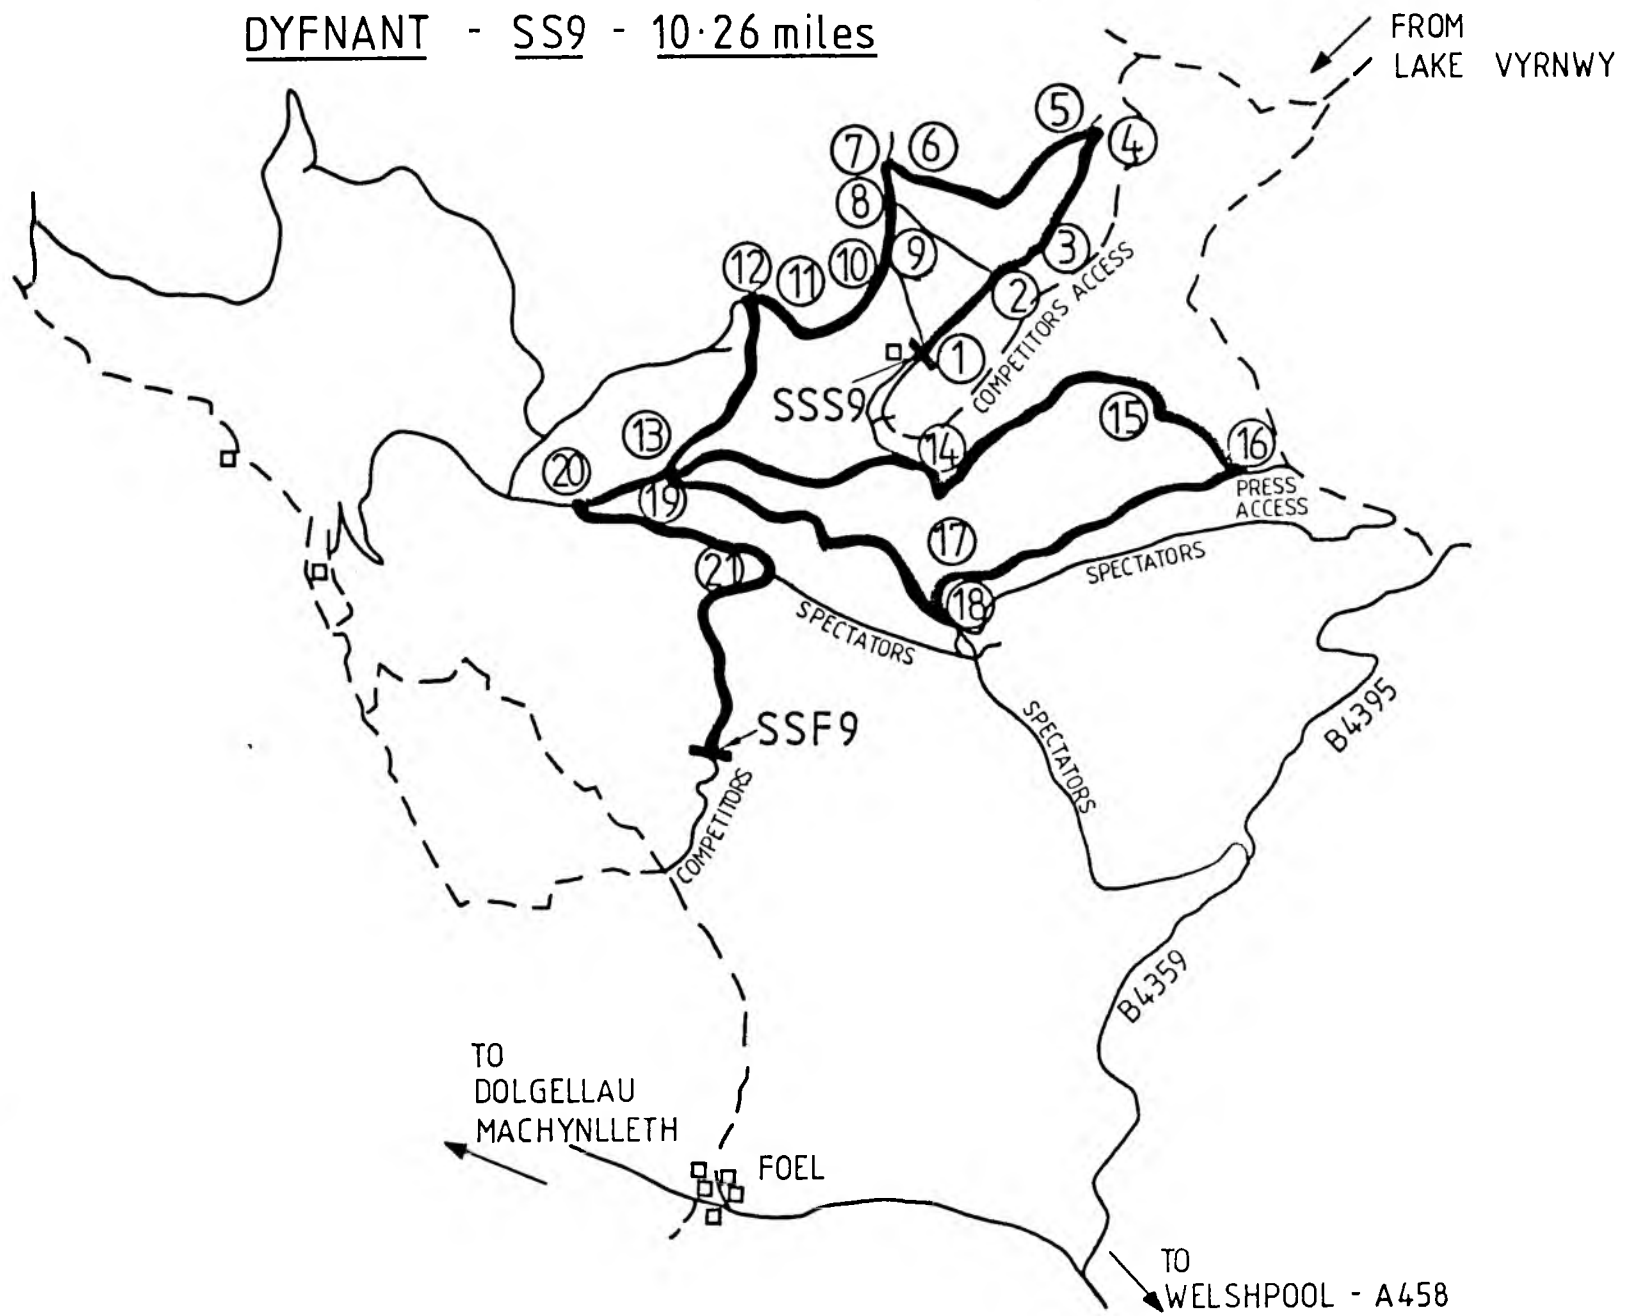 DYFNANT - SS9 - 10·26 miles
FROM
LAKE VYRNWY
5
4
7
6
8
3
9
10
12
11
2
COMPETITORS ACCESS
1
SSS9
15
13
14
16
20
PRESS
ACCESS
19
17
SPECTATORS
21
18
SPECTATORS
B4395
SSF9
SPECTATORS
COMPETITORS
B4359
TO
DOLGELLAU
MACHYNLLETH
FOEL
TO
WELSHPOOL - A458